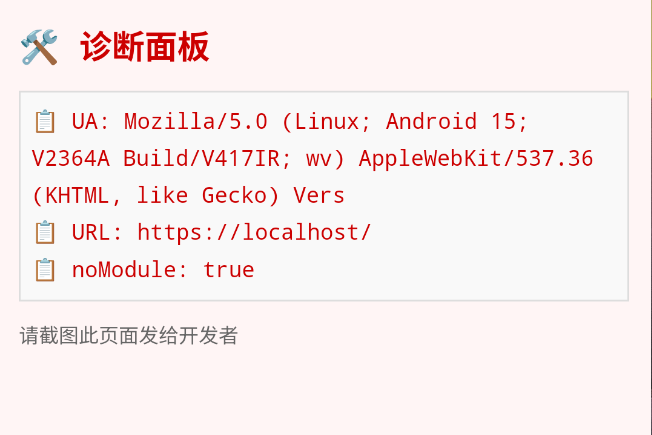 🛠️ 诊断面板
📋 UA: Mozilla/5.0 (Linux; Android 15;
V2364A Build/V417IR; wv) AppleWebKit/537.36
(KHTML, like Gecko) Vers
📋 URL: https://localhost/
📋 noModule: true
请截图此页面发给开发者